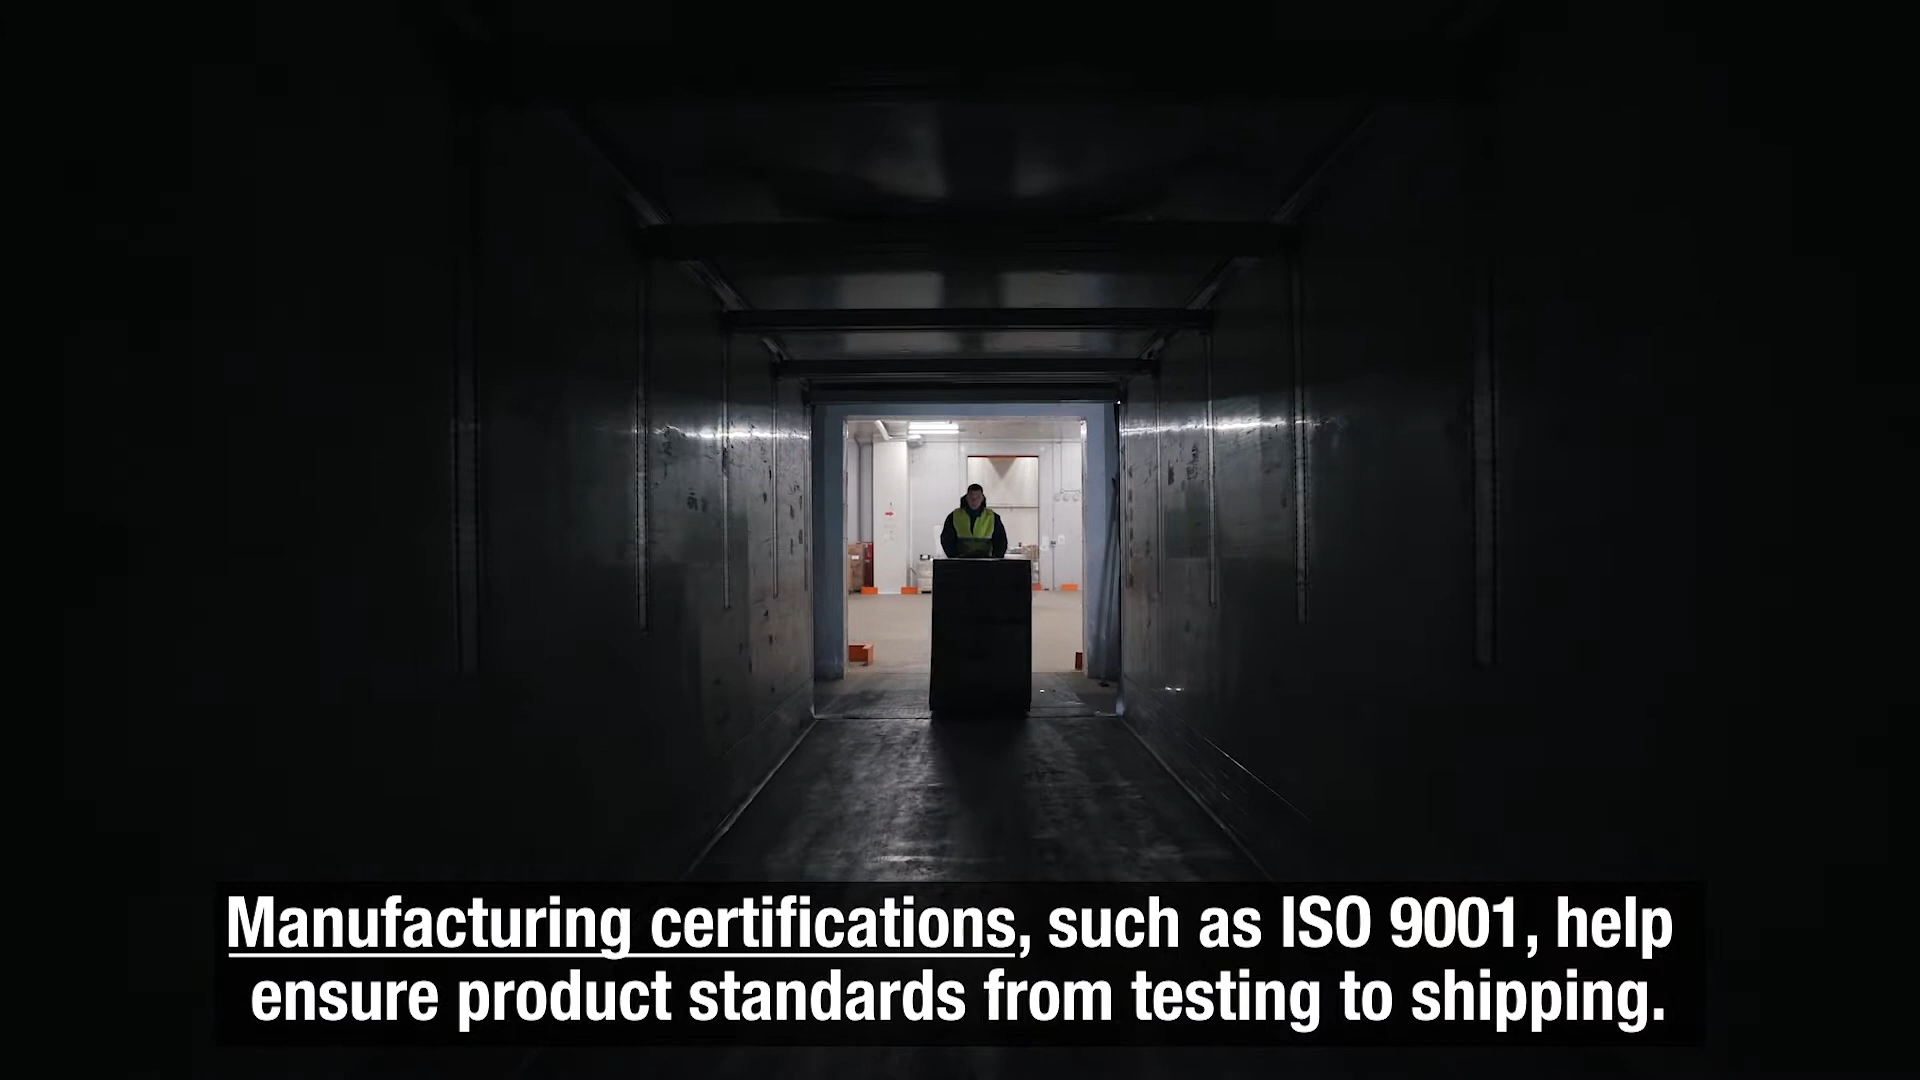 Manufacturing certifications, such as ISO 9001, help
ensure product standards from testing to shipping.